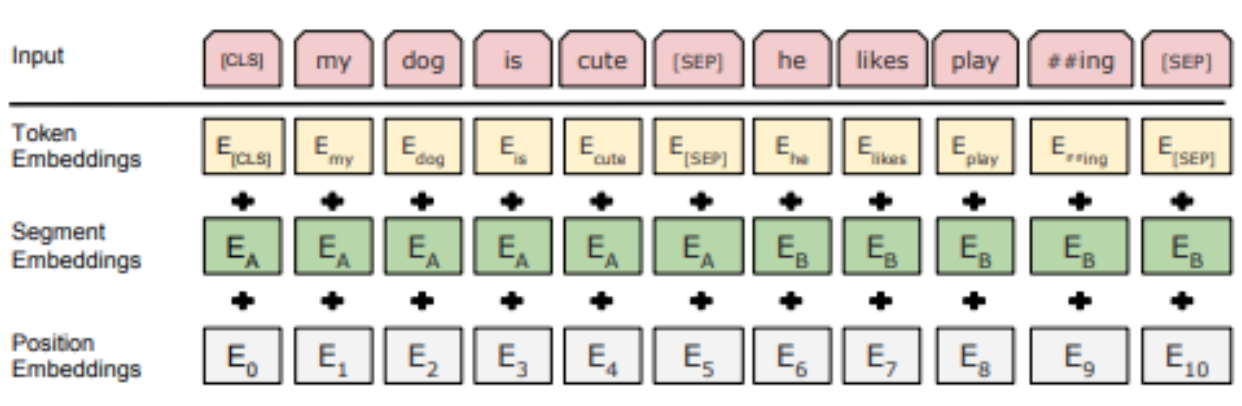 Input [CLS] my dog is cute [SEP] he likes play ##ing [SEP]
Token Embeddings E[CLS] Emy Edog Eis Ecute E[SEP] Ehe Elikes Eplay E##ing E[SEP]
+ + + + + + + + + + +
Segment Embeddings EA EA EA EA EA EA EB EB EB EB EB
+ + + + + + + + + + +
Position Embeddings E0 E1 E2 E3 E4 E5 E6 E7 E8 E9 E10